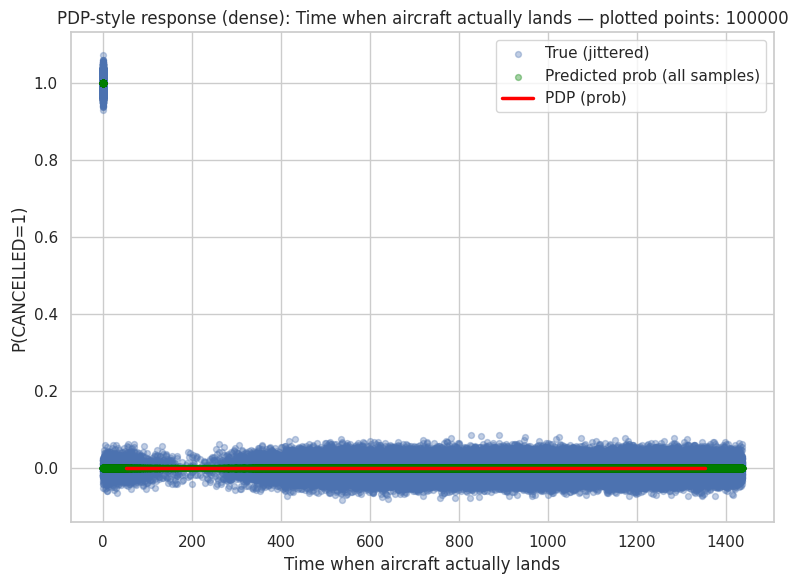 PDP-style response (dense): Time when aircraft actually lands — plotted points: 100000
True (jittered)
Predicted prob (all samples)
PDP (prob)
P(CANCELLED=1)
1.0
0.8
0.6
0.4
0.2
0.0
0 200 400 600 800 1000 1200 1400
Time when aircraft actually lands